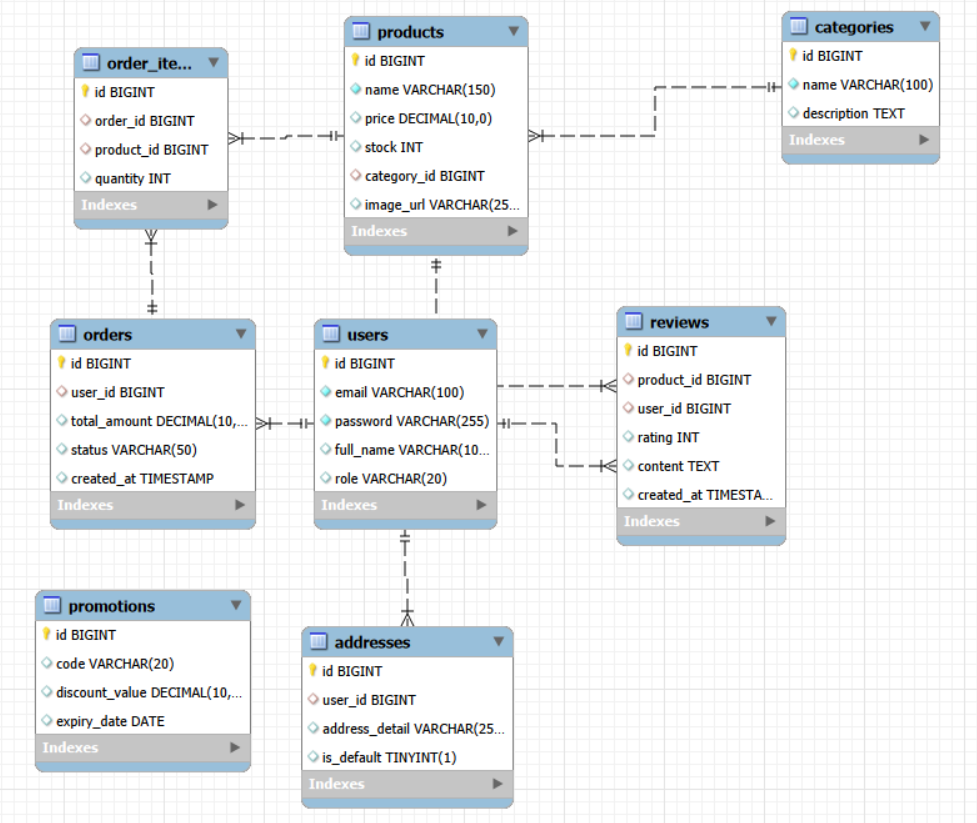 order_ite...
id BIGINT
order_id BIGINT
product_id BIGINT
quantity INT
Indexes
products
id BIGINT
name VARCHAR(150)
price DECIMAL(10,0)
stock INT
category_id BIGINT
image_url VARCHAR(25...
Indexes
categories
id BIGINT
name VARCHAR(100)
description TEXT
Indexes
orders
id BIGINT
user_id BIGINT
total_amount DECIMAL(10,...
status VARCHAR(50)
created_at TIMESTAMP
Indexes
users
id BIGINT
email VARCHAR(100)
password VARCHAR(255)
full_name VARCHAR(10...
role VARCHAR(20)
Indexes
reviews
id BIGINT
product_id BIGINT
user_id BIGINT
rating INT
content TEXT
created_at TIMESTA...
Indexes
promotions
id BIGINT
code VARCHAR(20)
discount_value DECIMAL(10,...
expiry_date DATE
Indexes
addresses
id BIGINT
user_id BIGINT
address_detail VARCHAR(25...
is_default TINYINT(1)
Indexes